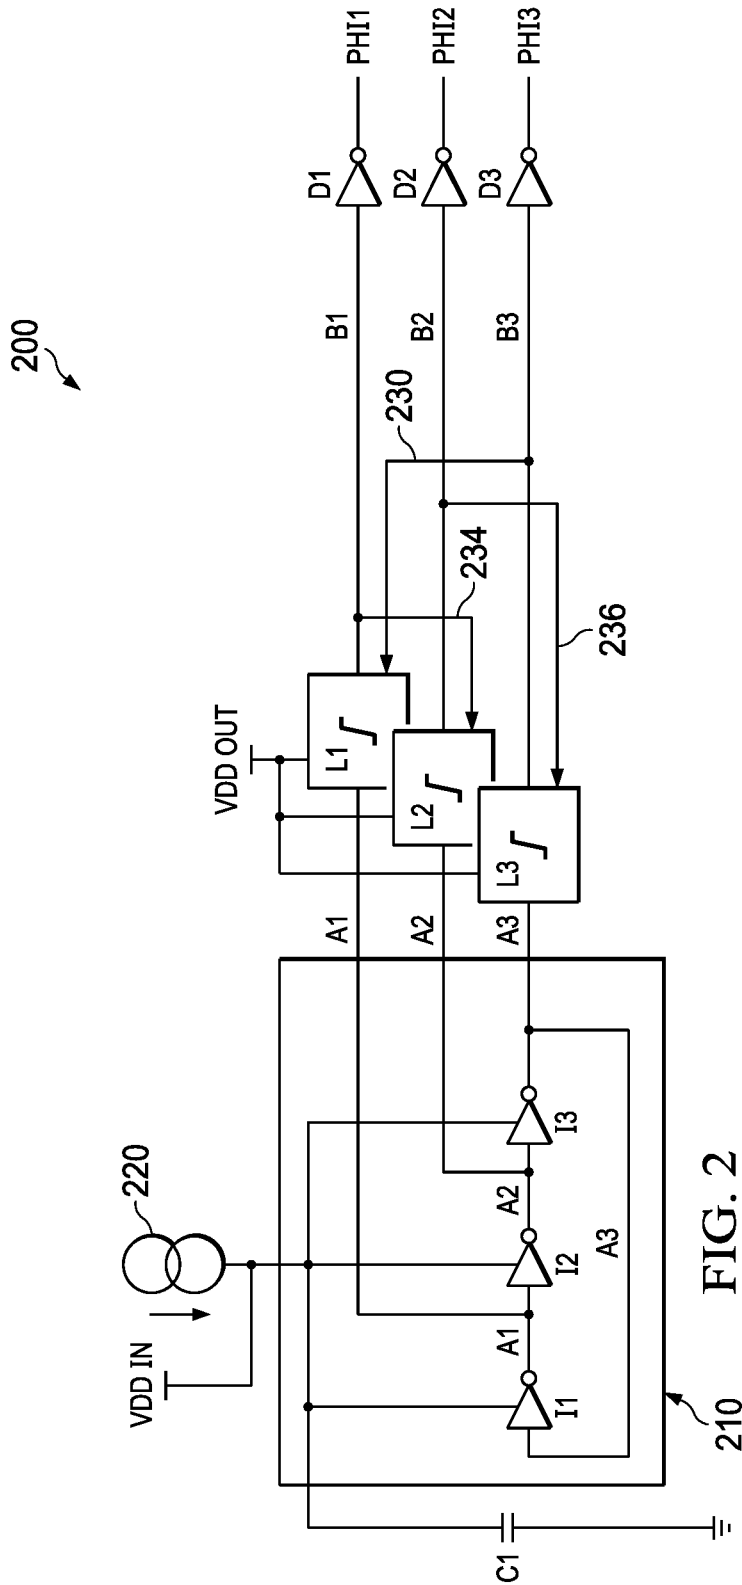 200
VDD IN
220
VDD OUT
230
234
236
A1
L1
B1
D1
PHI1
A2
L2
B2
D2
PHI2
A3
L3
B3
D3
PHI3
I1
A1
I2
A2
I3
A3
C1
210
FIG. 2